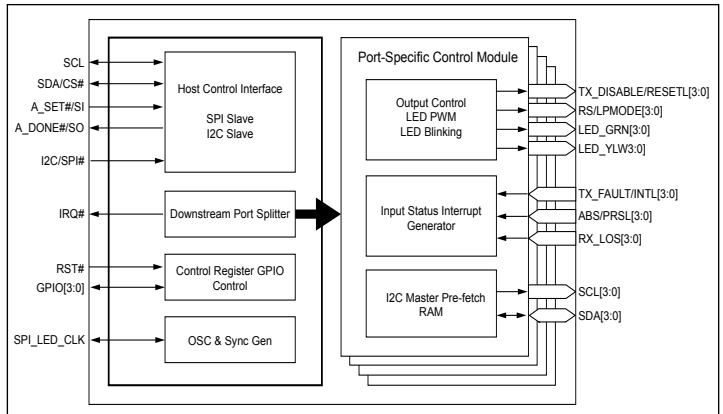 SCL
SDA/CS#
A_SET#/SI
A_DONE#/SO
I2C/SPI#
IRQ#
RST#
GPIO[3:0]
SPI_LED_CLK
Host Control Interface
SPI Slave
I2C Slave
Downstream Port Splitter
Control Register GPIO
Control
OSC & Sync Gen
Port-Specific Control Module
Output Control
LED PWM
LED Blinking
Input Status Interrupt
Generator
I2C Master Pre-fetch
RAM
TX_DISABLE/RESETL[3:0]
RS/LPMODE[3:0]
LED_GRN[3:0]
LED_YLW3:0]
TX_FAULT/INTL[3:0]
ABS/PRSL[3:0]
RX_LOS[3:0]
SCL[3:0]
SDA[3:0]